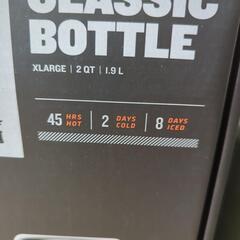 CLASSIC
BOTTLE
XLARGE | 2 QT | 1.9 L
45 HRS HOT | 2 DAYS COLD | 8 DAYS ICED